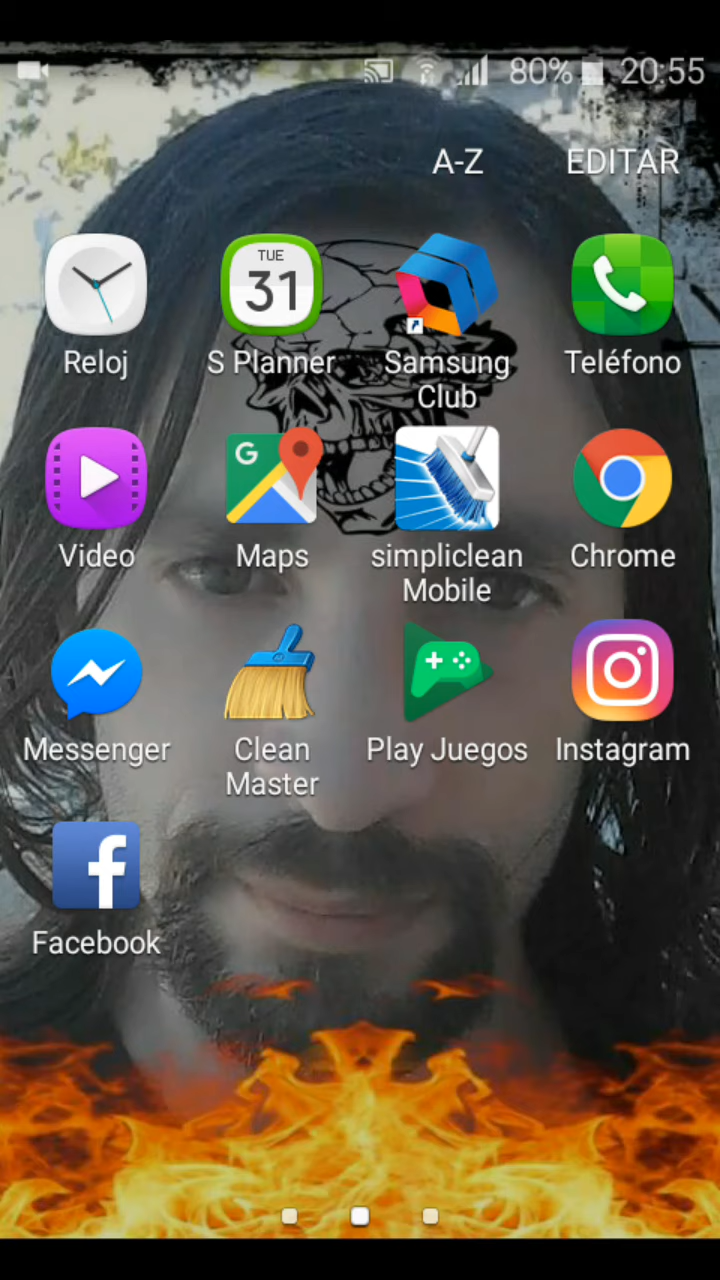 80% 20:55
A-Z EDITAR
TUE
31
Reloj
S Planner
Samsung
Club
Teléfono
G
Video
Maps
simpliclean
Mobile
Chrome
Messenger
Clean
Master
Play Juegos
Instagram
f
Facebook